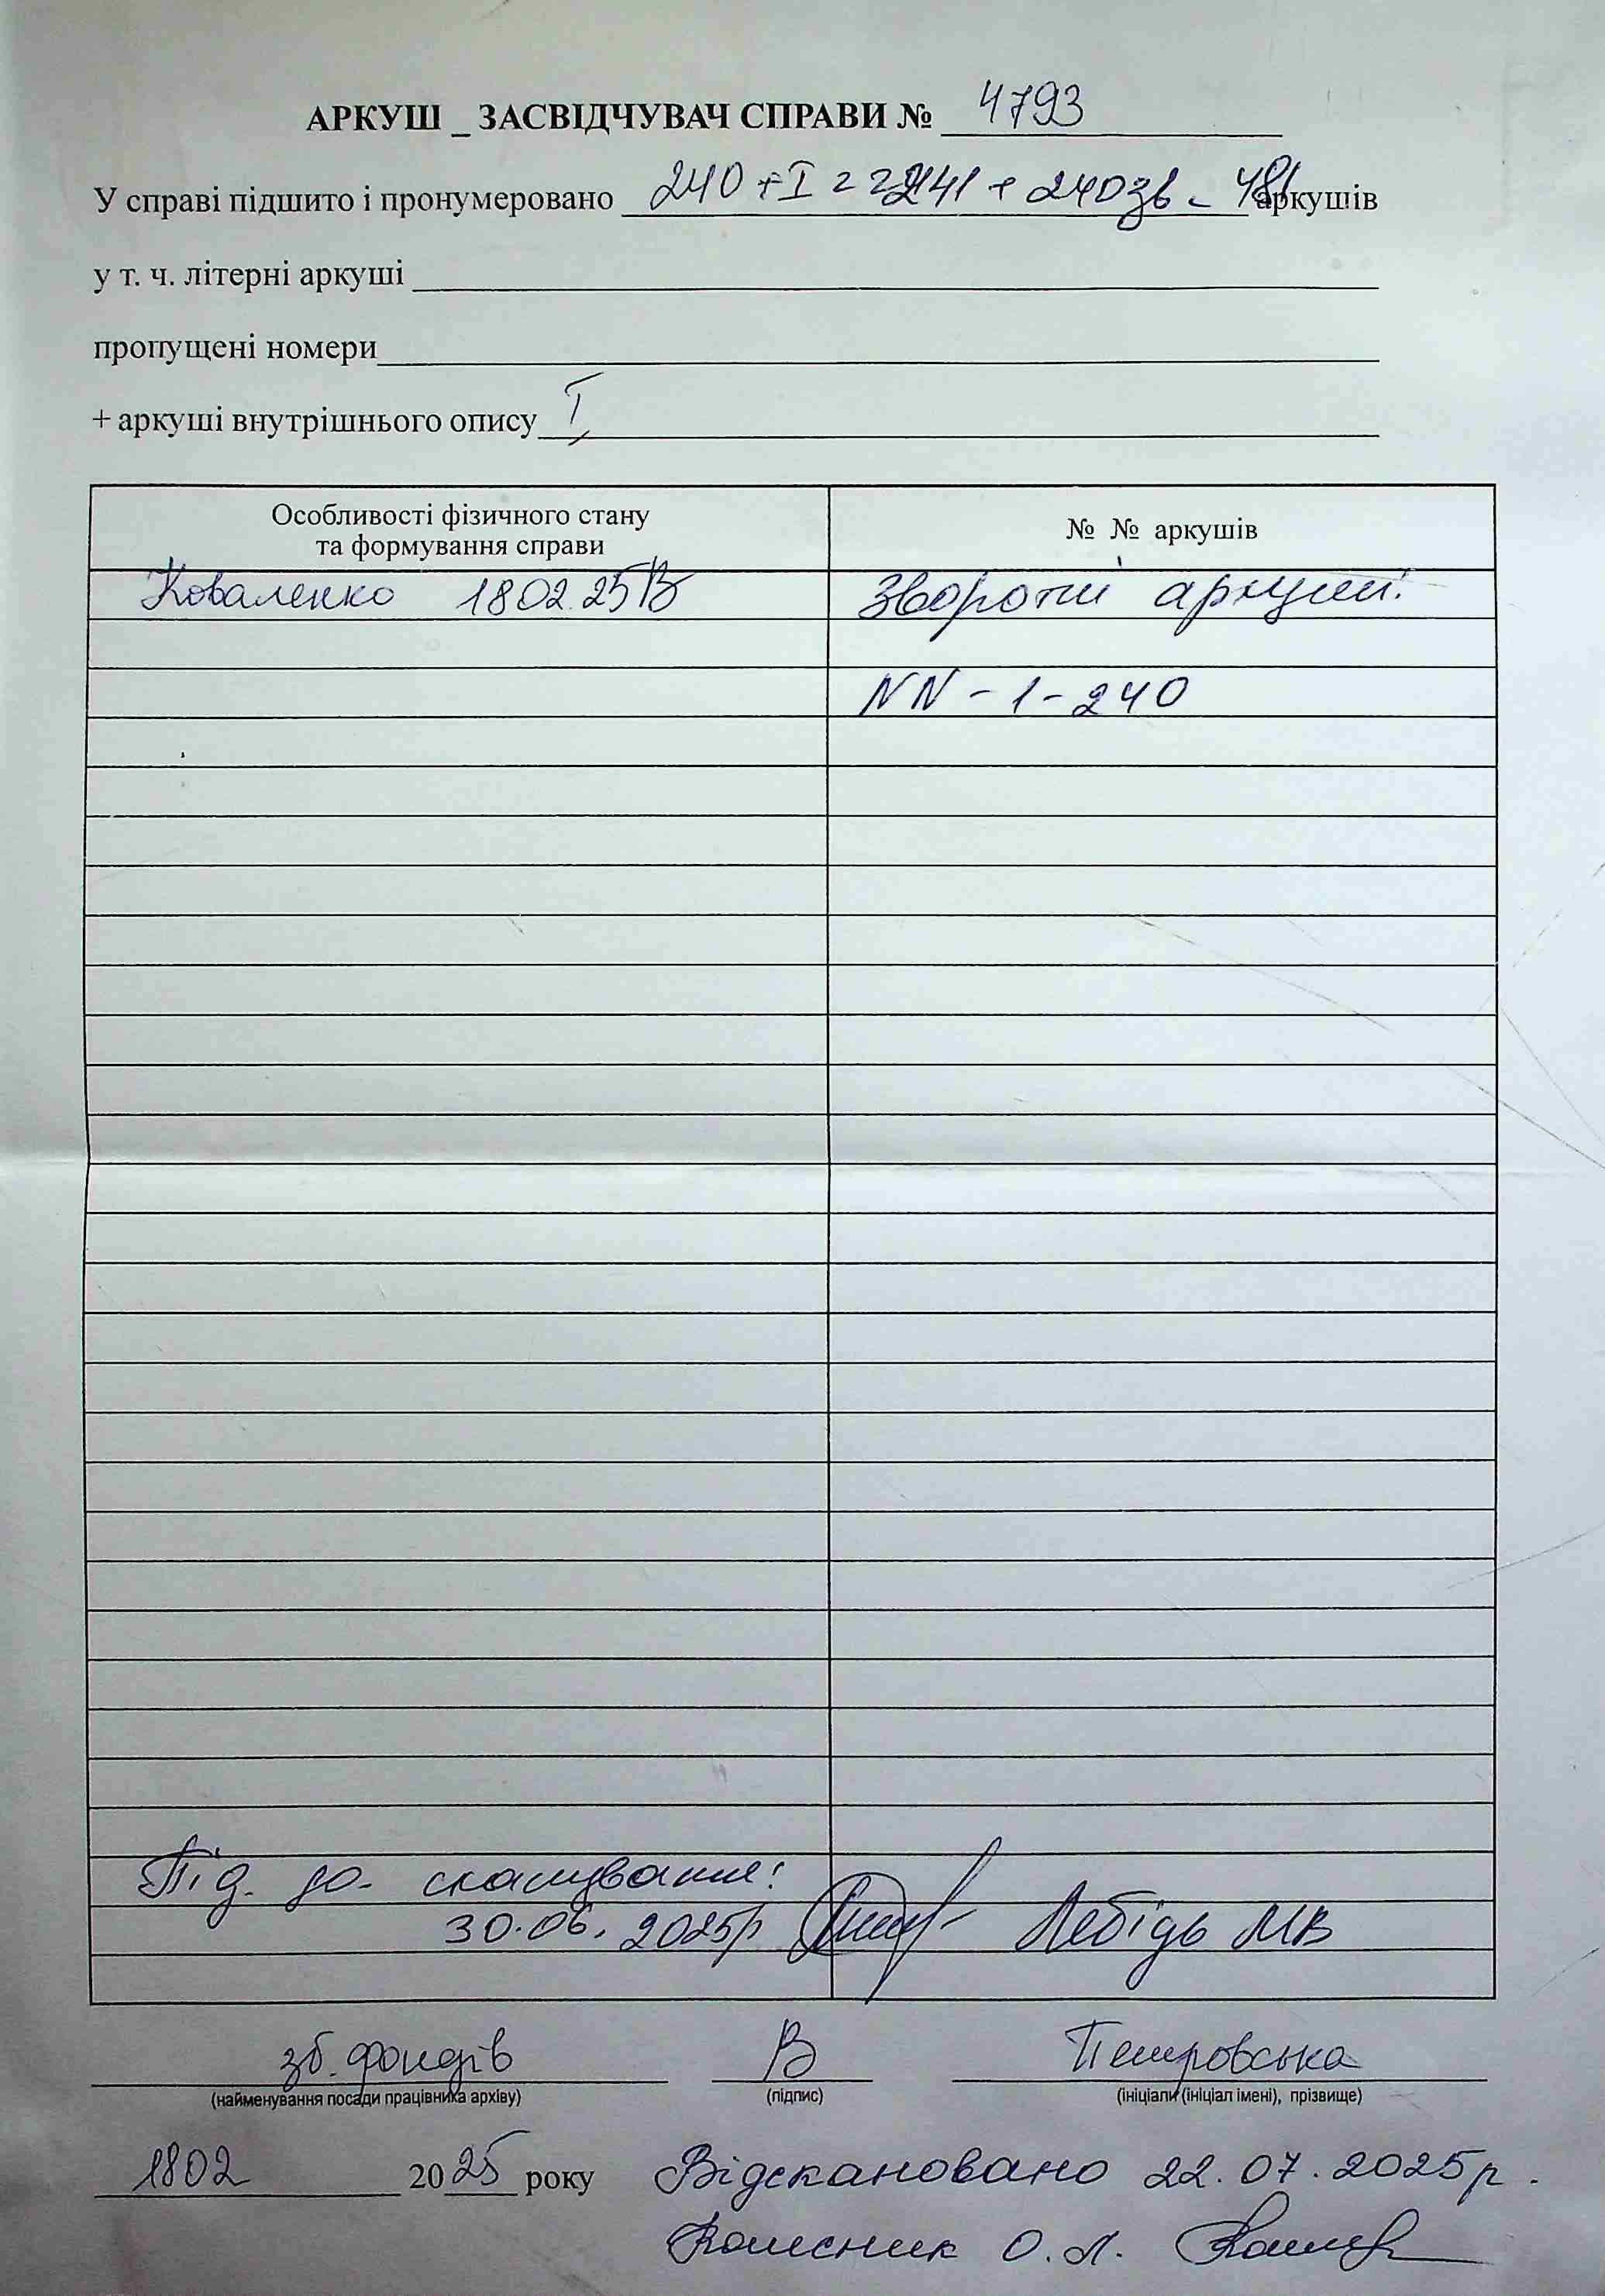 АРКУШ _ ЗАСВІДЧУВАЧ СПРАВИ № 4793
У справі підшито і пронумеровано 240 + I = 241 + 240зв - 481 аркушів
у т. ч. літерні аркуші
пропущені номери
+ аркуші внутрішнього опису I
Особливості фізичного стану
та формування справи
№ № аркушів
Коваленко 1802.25 В
Зворотні аркуші:
NN - 1 - 240
Під. до. сканування:
30.06.2025р Лебідь МВ
зб. фондів В Петровська
(найменування посади працівника архіву) (підпис) (ініціали (ініціал імені), прізвище)
1802 2025 року Відскановано 22.07.2025р.
Колесник О.Л.